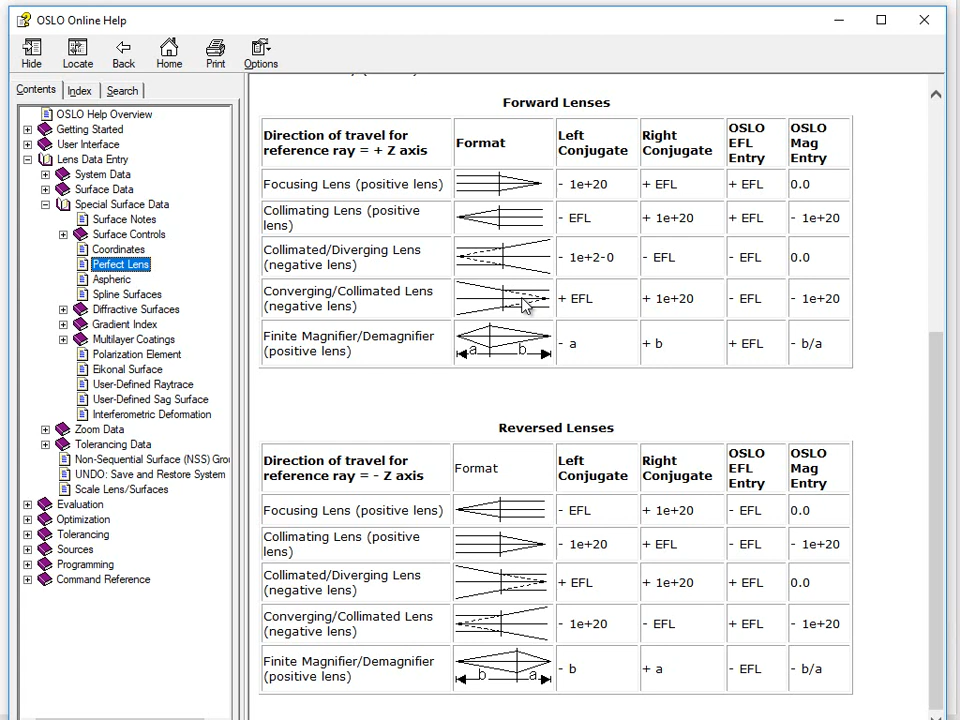 OSLO Online Help
Hide Locate Back Home Print Options
Contents Index Search
OSLO Help Overview
Getting Started
User Interface
Lens Data Entry
System Data
Surface Data
Special Surface Data
Surface Notes
Surface Controls
Coordinates
Perfect Lens
Aspheric
Spline Surfaces
Diffractive Surfaces
Gradient Index
Multilayer Coatings
Polarization Element
Eikonal Surface
User-Defined Raytrace
User-Defined Sag Surface
Interferometric Deformation
Zoom Data
Tolerancing Data
Non-Sequential Surface (NSS) Grou
UNDO: Save and Restore System
Scale Lens/Surfaces
Evaluation
Optimization
Tolerancing
Sources
Programming
Command Reference
Forward Lenses
Direction of travel for
reference ray = + Z axis
Format
Left
Conjugate
Right
Conjugate
OSLO
EFL
Entry
OSLO
Mag
Entry
Focusing Lens (positive lens) - 1e+20 + EFL + EFL 0.0
Collimating Lens (positive
lens)
- EFL + 1e+20 + EFL - 1e+20
Collimated/Diverging Lens
(negative lens)
- 1e+2-0 - EFL - EFL 0.0
Converging/Collimated Lens
(negative lens)
+ EFL + 1e+20 - EFL - 1e+20
Finite Magnifier/Demagnifier
(positive lens)
a b
- a + b + EFL - b/a
Reversed Lenses
Direction of travel for
reference ray = - Z axis
Format
Left
Conjugate
Right
Conjugate
OSLO
EFL
Entry
OSLO
Mag
Entry
Focusing Lens (positive lens) - EFL + 1e+20 - EFL 0.0
Collimating Lens (positive
lens)
- 1e+20 + EFL - EFL - 1e+20
Collimated/Diverging Lens
(negative lens)
+ EFL + 1e+20 + EFL 0.0
Converging/Collimated Lens
(negative lens)
- 1e+20 - EFL + EFL - 1e+20
Finite Magnifier/Demagnifier
(positive lens)
b a
- b + a - EFL - b/a